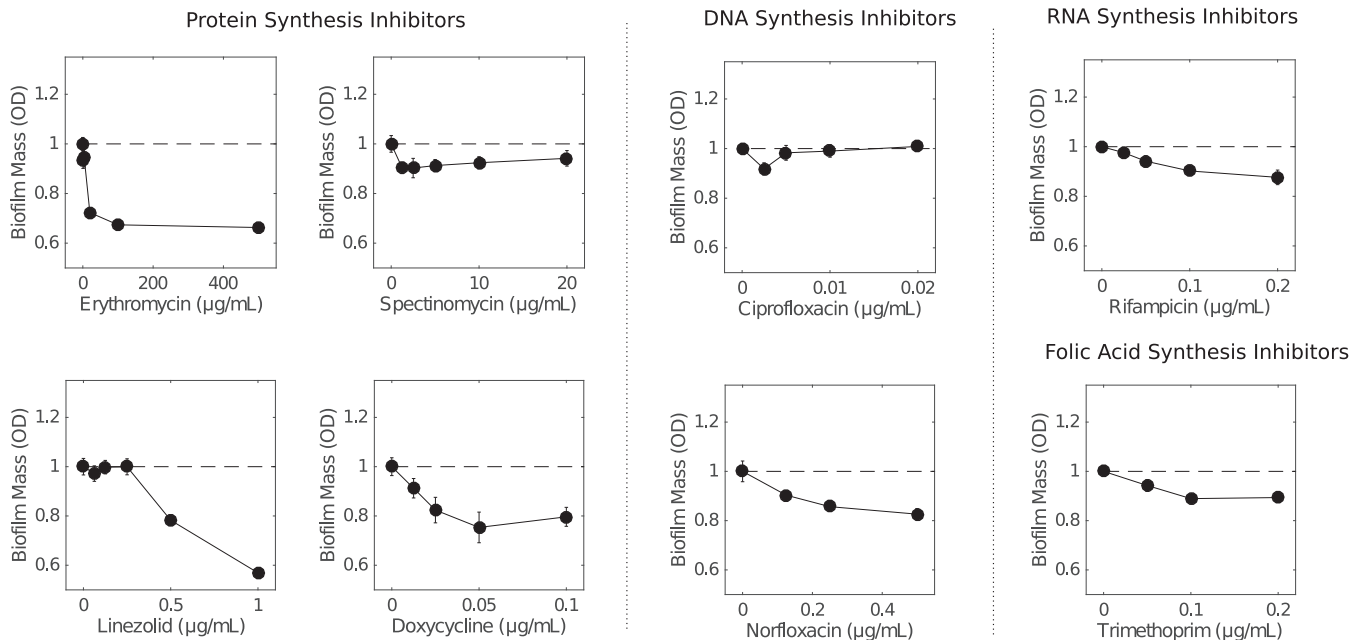 Protein Synthesis Inhibitors
DNA Synthesis Inhibitors
RNA Synthesis Inhibitors
Biofilm Mass (OD)
1.2
1
0.8
0.6
0 200 400
Erythromycin (µg/mL)
Biofilm Mass (OD)
1.2
1
0.8
0.6
0 10 20
Spectinomycin (µg/mL)
Biofilm Mass (OD)
1.2
1
0.8
0.6
0 0.01 0.02
Ciprofloxacin (µg/mL)
Biofilm Mass (OD)
1.2
1
0.8
0.6
0 0.1 0.2
Rifampicin (µg/mL)
Folic Acid Synthesis Inhibitors
Biofilm Mass (OD)
1.2
1
0.8
0.6
0 0.5 1
Linezolid (µg/mL)
Biofilm Mass (OD)
1.2
1
0.8
0.6
0 0.05 0.1
Doxycycline (µg/mL)
Biofilm Mass (OD)
1.2
1
0.8
0.6
0 0.2 0.4
Norfloxacin (µg/mL)
Biofilm Mass (OD)
1.2
1
0.8
0.6
0 0.1 0.2
Trimethoprim (µg/mL)